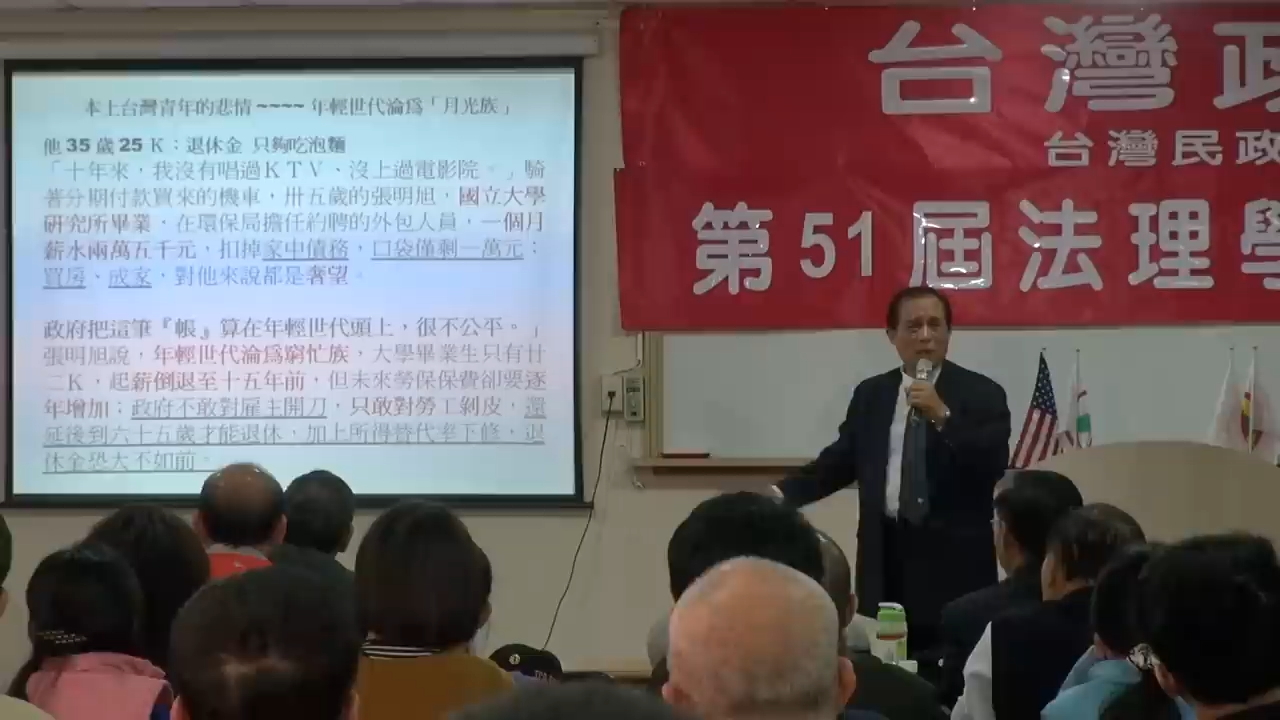 本土台灣青年的悲情 ~~~~ 年輕世代淪為「月光族」
他 35 歲 25 K；退休金 只夠吃泡麵
「十年來，我沒有唱過KTV、沒上過電影院。」騎
著分期付款買來的機車，卅五歲的張明旭，國立大學
研究所畢業，在環保局擔任約聘的外包人員，一個月
薪水兩萬五千元，扣掉家中債務，口袋僅剩一萬元；
買房、成家，對他來說都是奢望。
政府把這筆『帳』算在年輕世代頭上，很不公平。」
張明旭說，年輕世代淪為窮忙族，大學畢業生只有廿
二K，起薪倒退至十五年前，但未來勞保保費卻要逐
年增加；政府不敢對雇主開刀，只敢對勞工剝皮，還
延後到六十五歲才能退休，加上所得替代率下修，退
休金恐大不如前。
台灣政
台灣民政
第51屆法理學